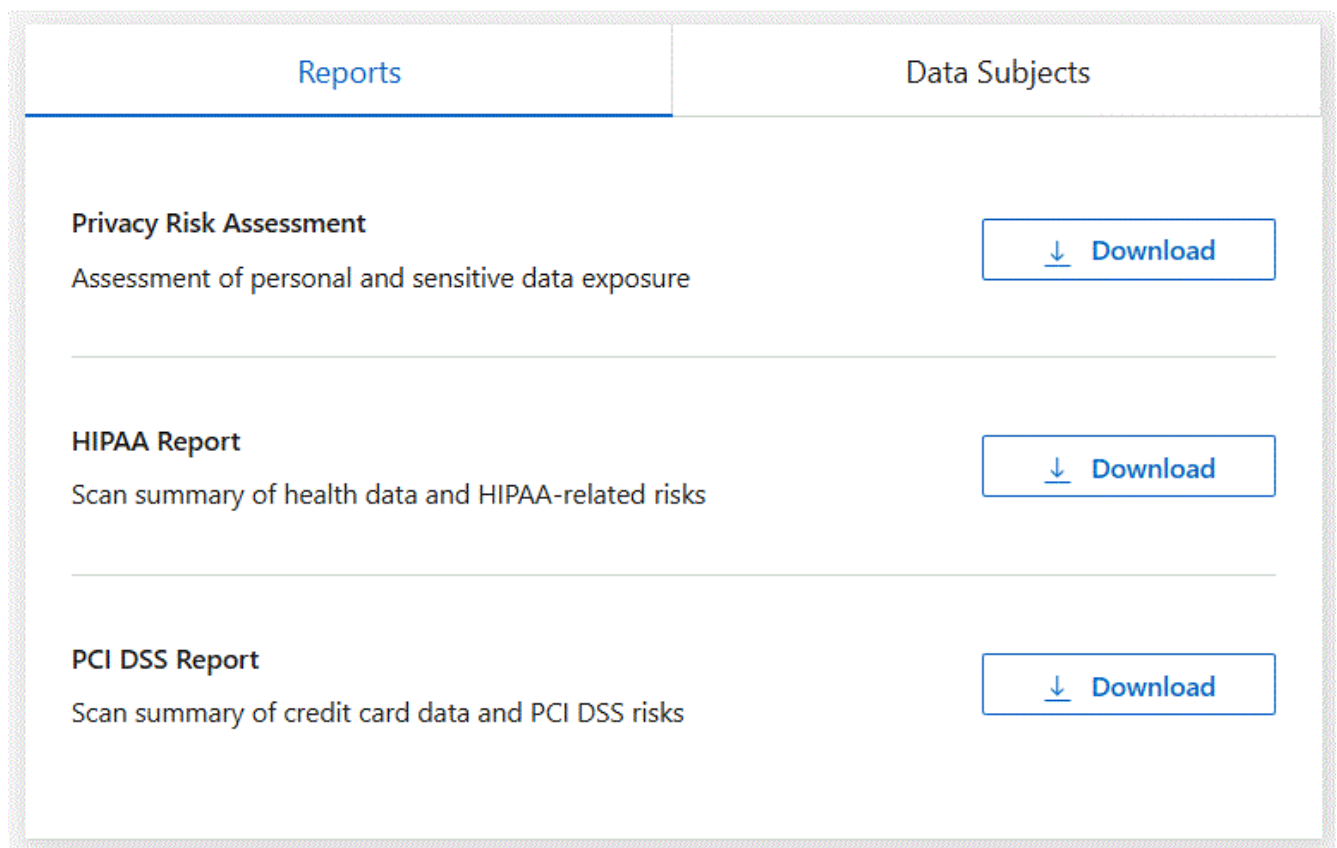 Reports
Data Subjects
Privacy Risk Assessment
Assessment of personal and sensitive data exposure
Download
HIPAA Report
Scan summary of health data and HIPAA-related risks
Download
PCI DSS Report
Scan summary of credit card data and PCI DSS risks
Download